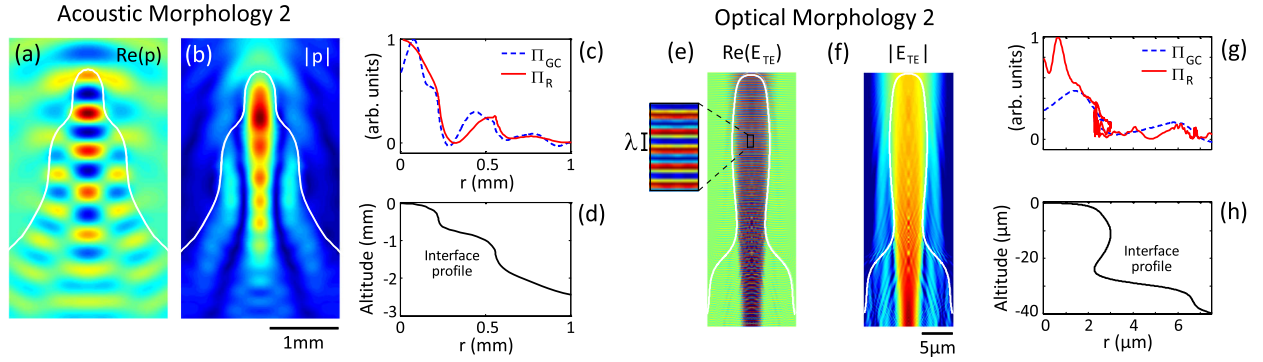 Acoustic Morphology 2
(a)
Re(p)
(b)
|p|
1mm
(c)
Π_GC
Π_R
(arb. units)
1
0
0
0.5
1
r (mm)
(d)
Altitude (mm)
0
-1
-2
-3
Interface
profile
0
0.5
1
r (mm)
Optical Morphology 2
(e)
Re(E_TE)
λ
(f)
|E_TE|
5µm
(g)
Π_GC
Π_R
(arb. units)
1
0
(h)
Altitude (µm)
0
-20
-40
Interface
profile
0
2
4
6
r (µm)